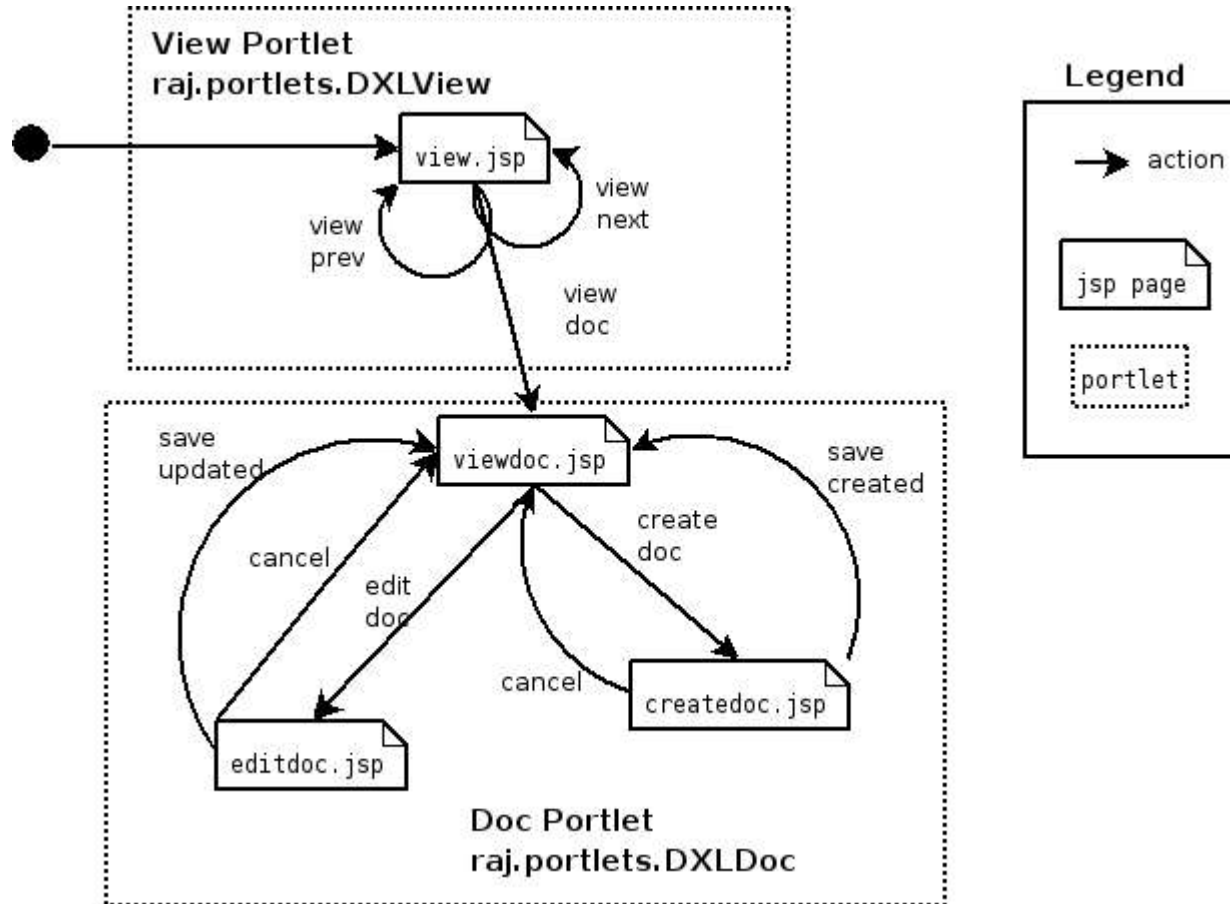 View Portlet
raj.portlets.DXLView
view.jsp
view
next
view
prev
view
doc
Legend
action
jsp page
portlet
save
updated
viewdoc.jsp
save
created
cancel
create
doc
edit
doc
cancel
createdoc.jsp
editdoc.jsp
Doc Portlet
raj.portlets.DXLDoc